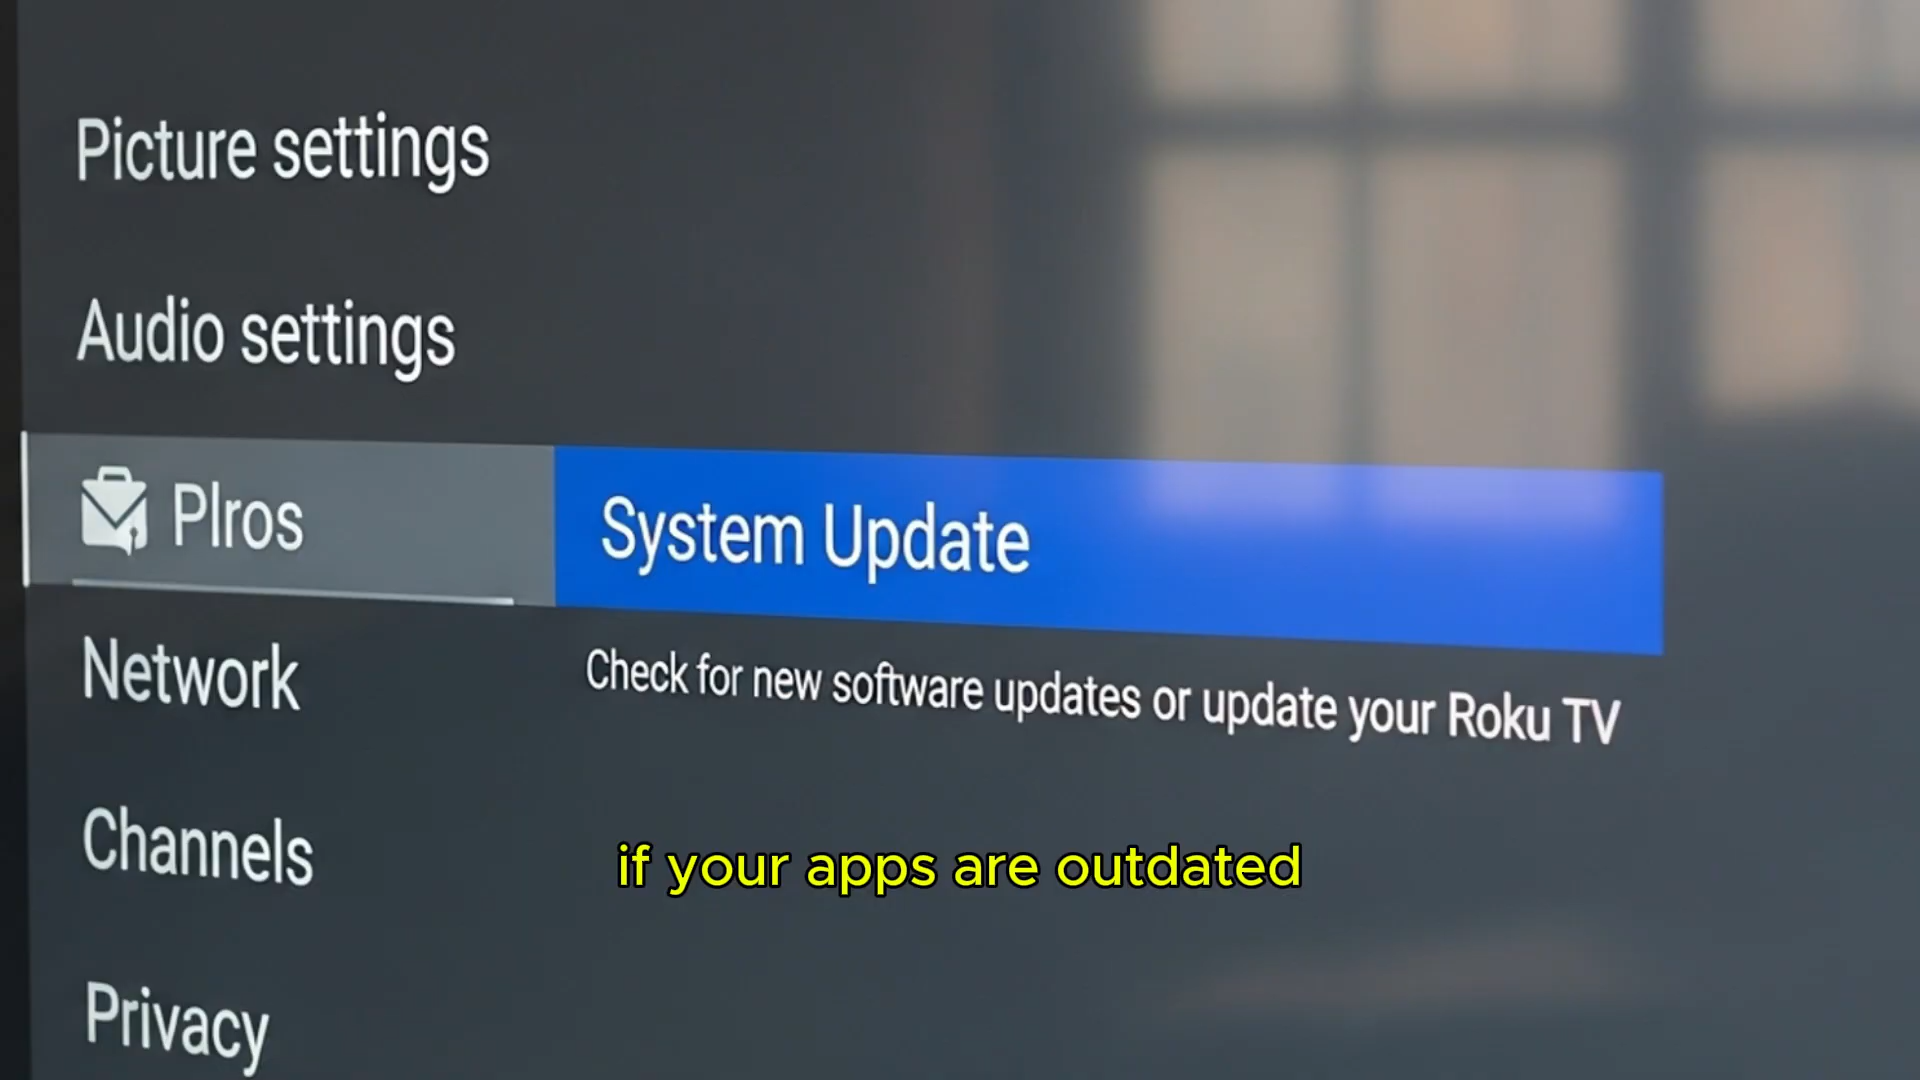 Picture settings
Audio settings
Plros
System Update
Network
Check for new software updates or update your Roku TV
Channels
if your apps are outdated
Privacy